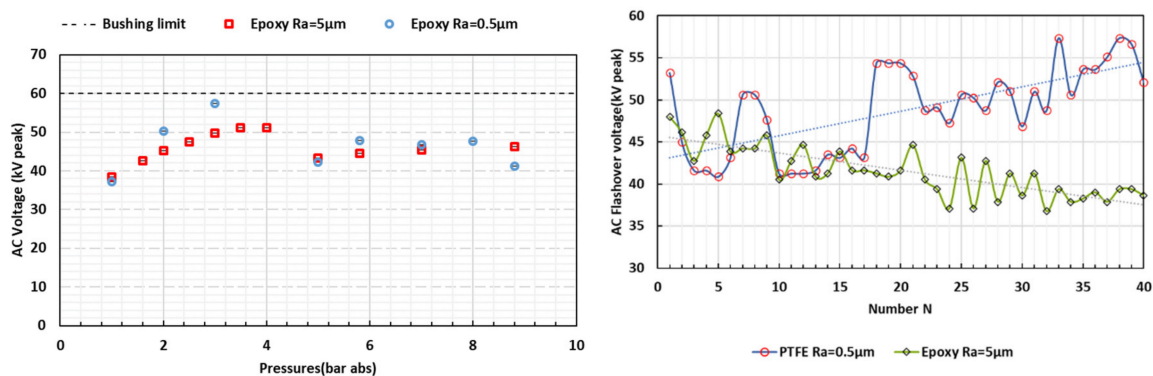 Bushing limit Epoxy Ra=5µm Epoxy Ra=0.5µm
70
60
50
40
30
20
10
0
AC Voltage (kV peak)
0 2 4 6 8 10
Pressures(bar abs)
60
55
50
45
40
35
30
AC Flashover voltage(kV peak)
0 5 10 15 20 25 30 35 40
Number N
PTFE Ra=0.5µm Epoxy Ra=5µm